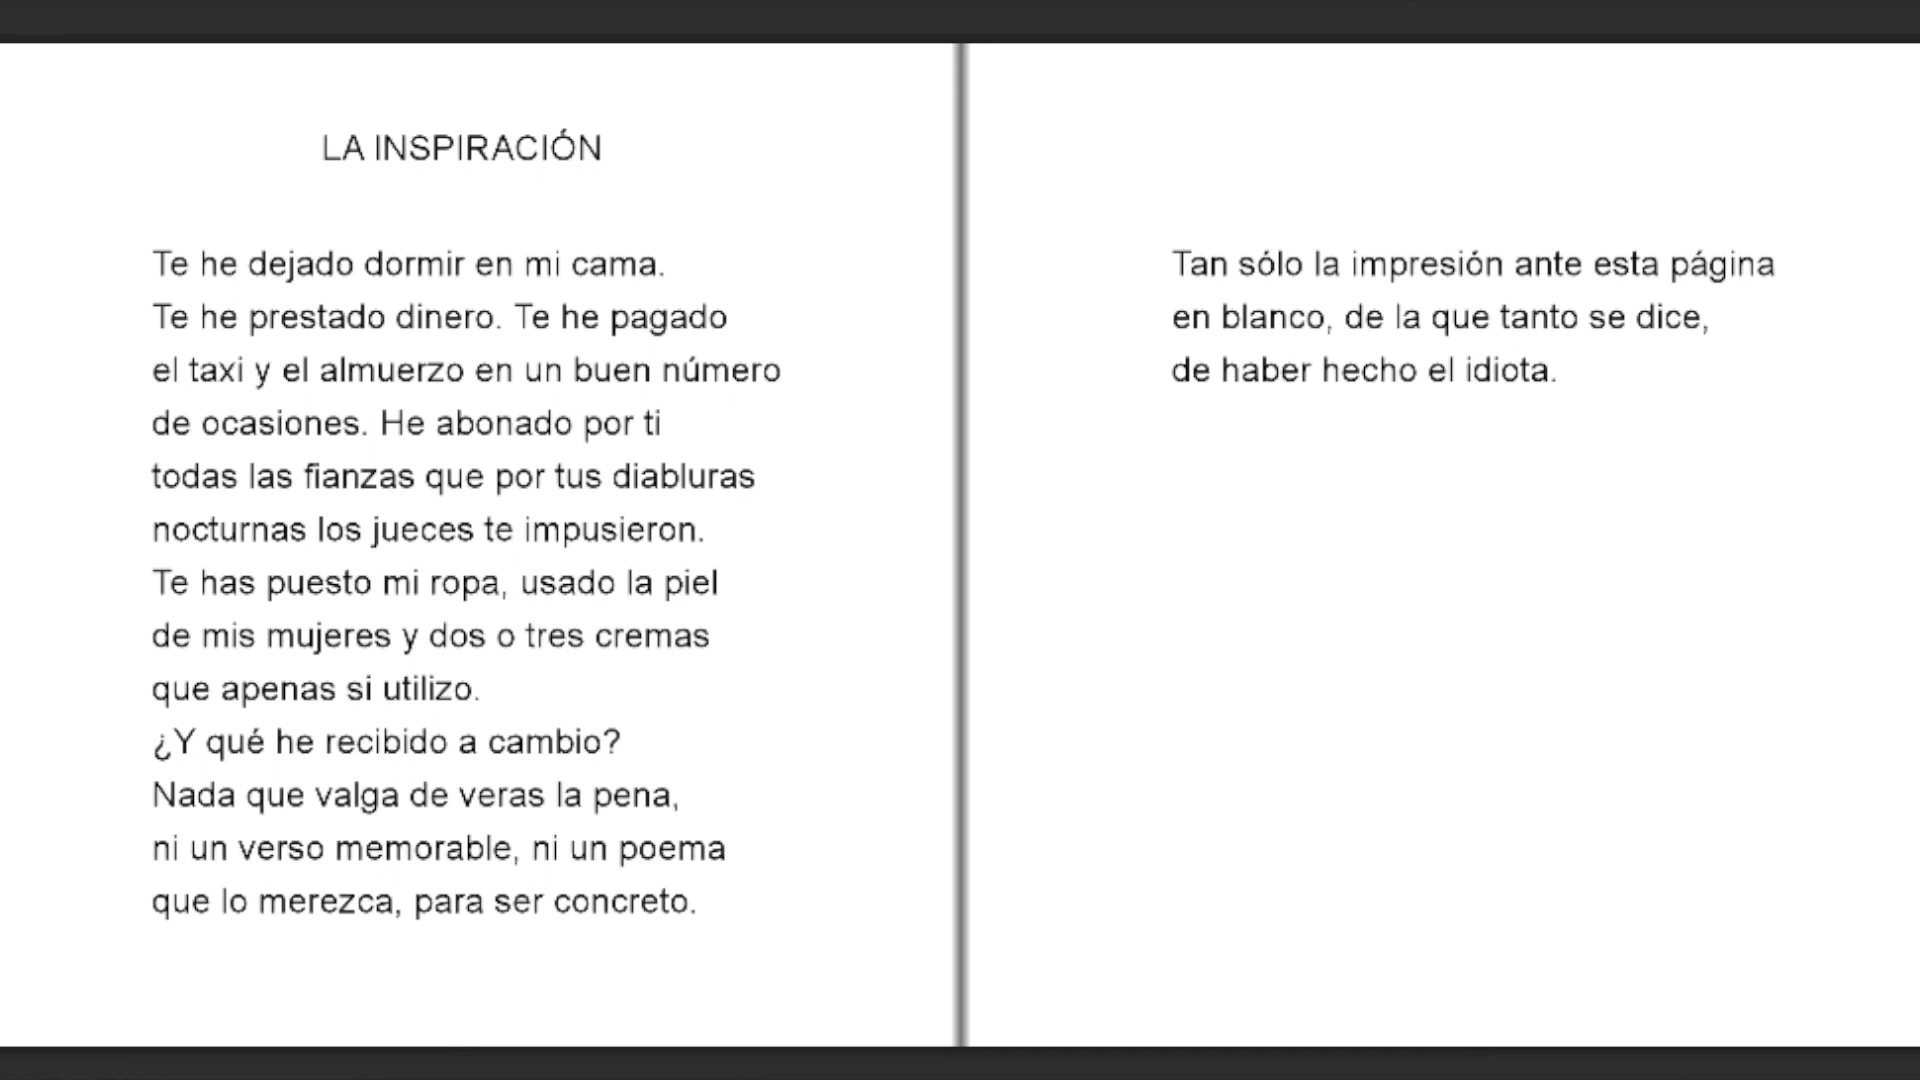 LA INSPIRACIÓN
Te he dejado dormir en mi cama.
Te he prestado dinero. Te he pagado
el taxi y el almuerzo en un buen número
de ocasiones. He abonado por ti
todas las fianzas que por tus diabluras
nocturnas los jueces te impusieron.
Te has puesto mi ropa, usado la piel
de mis mujeres y dos o tres cremas
que apenas si utilizo.
¿Y qué he recibido a cambio?
Nada que valga de veras la pena,
ni un verso memorable, ni un poema
que lo merezca, para ser concreto.
Tan sólo la impresión ante esta página
en blanco, de la que tanto se dice,
de haber hecho el idiota.